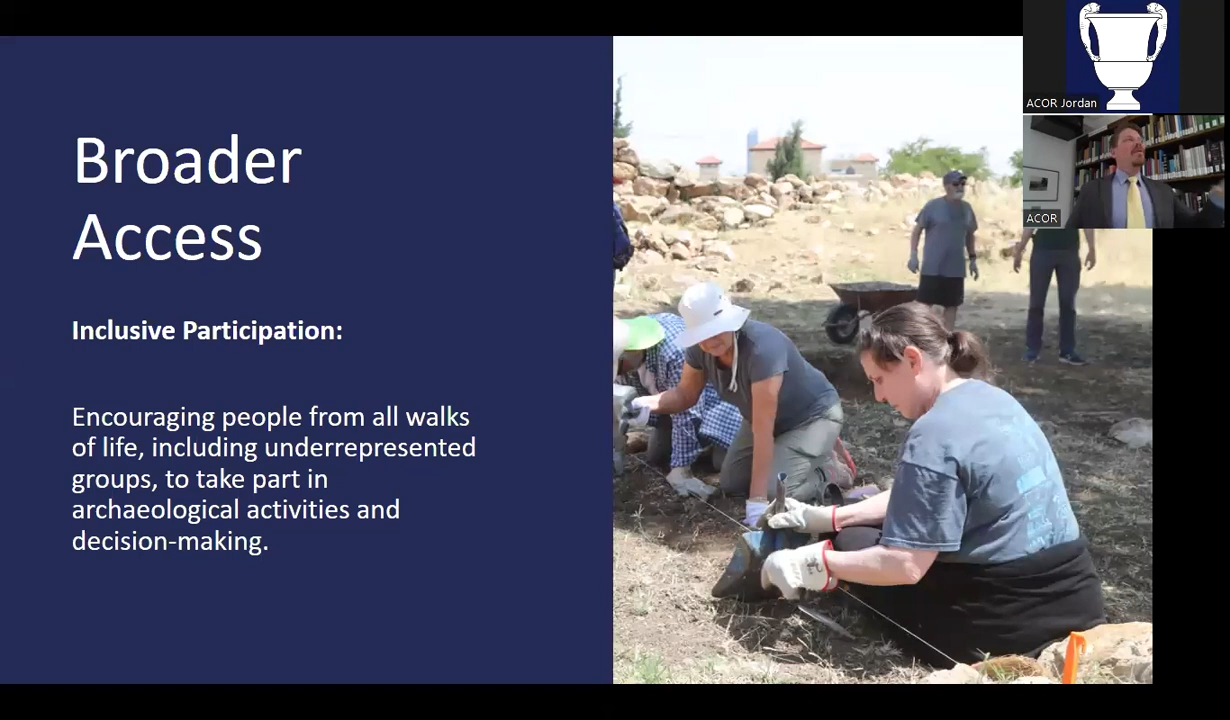 Broader
Access
Inclusive Participation:
Encouraging people from all walks
of life, including underrepresented
groups, to take part in
archaeological activities and
decision-making.
ACOR Jordan
ACOR